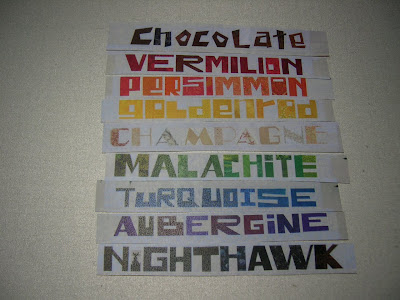 Chocolate
VERMILION
PERSIMMON
goldenrod
CHAMPAGNE
MALACHITE
TURQUOISE
AUBERGINE
NIGHTHAWK